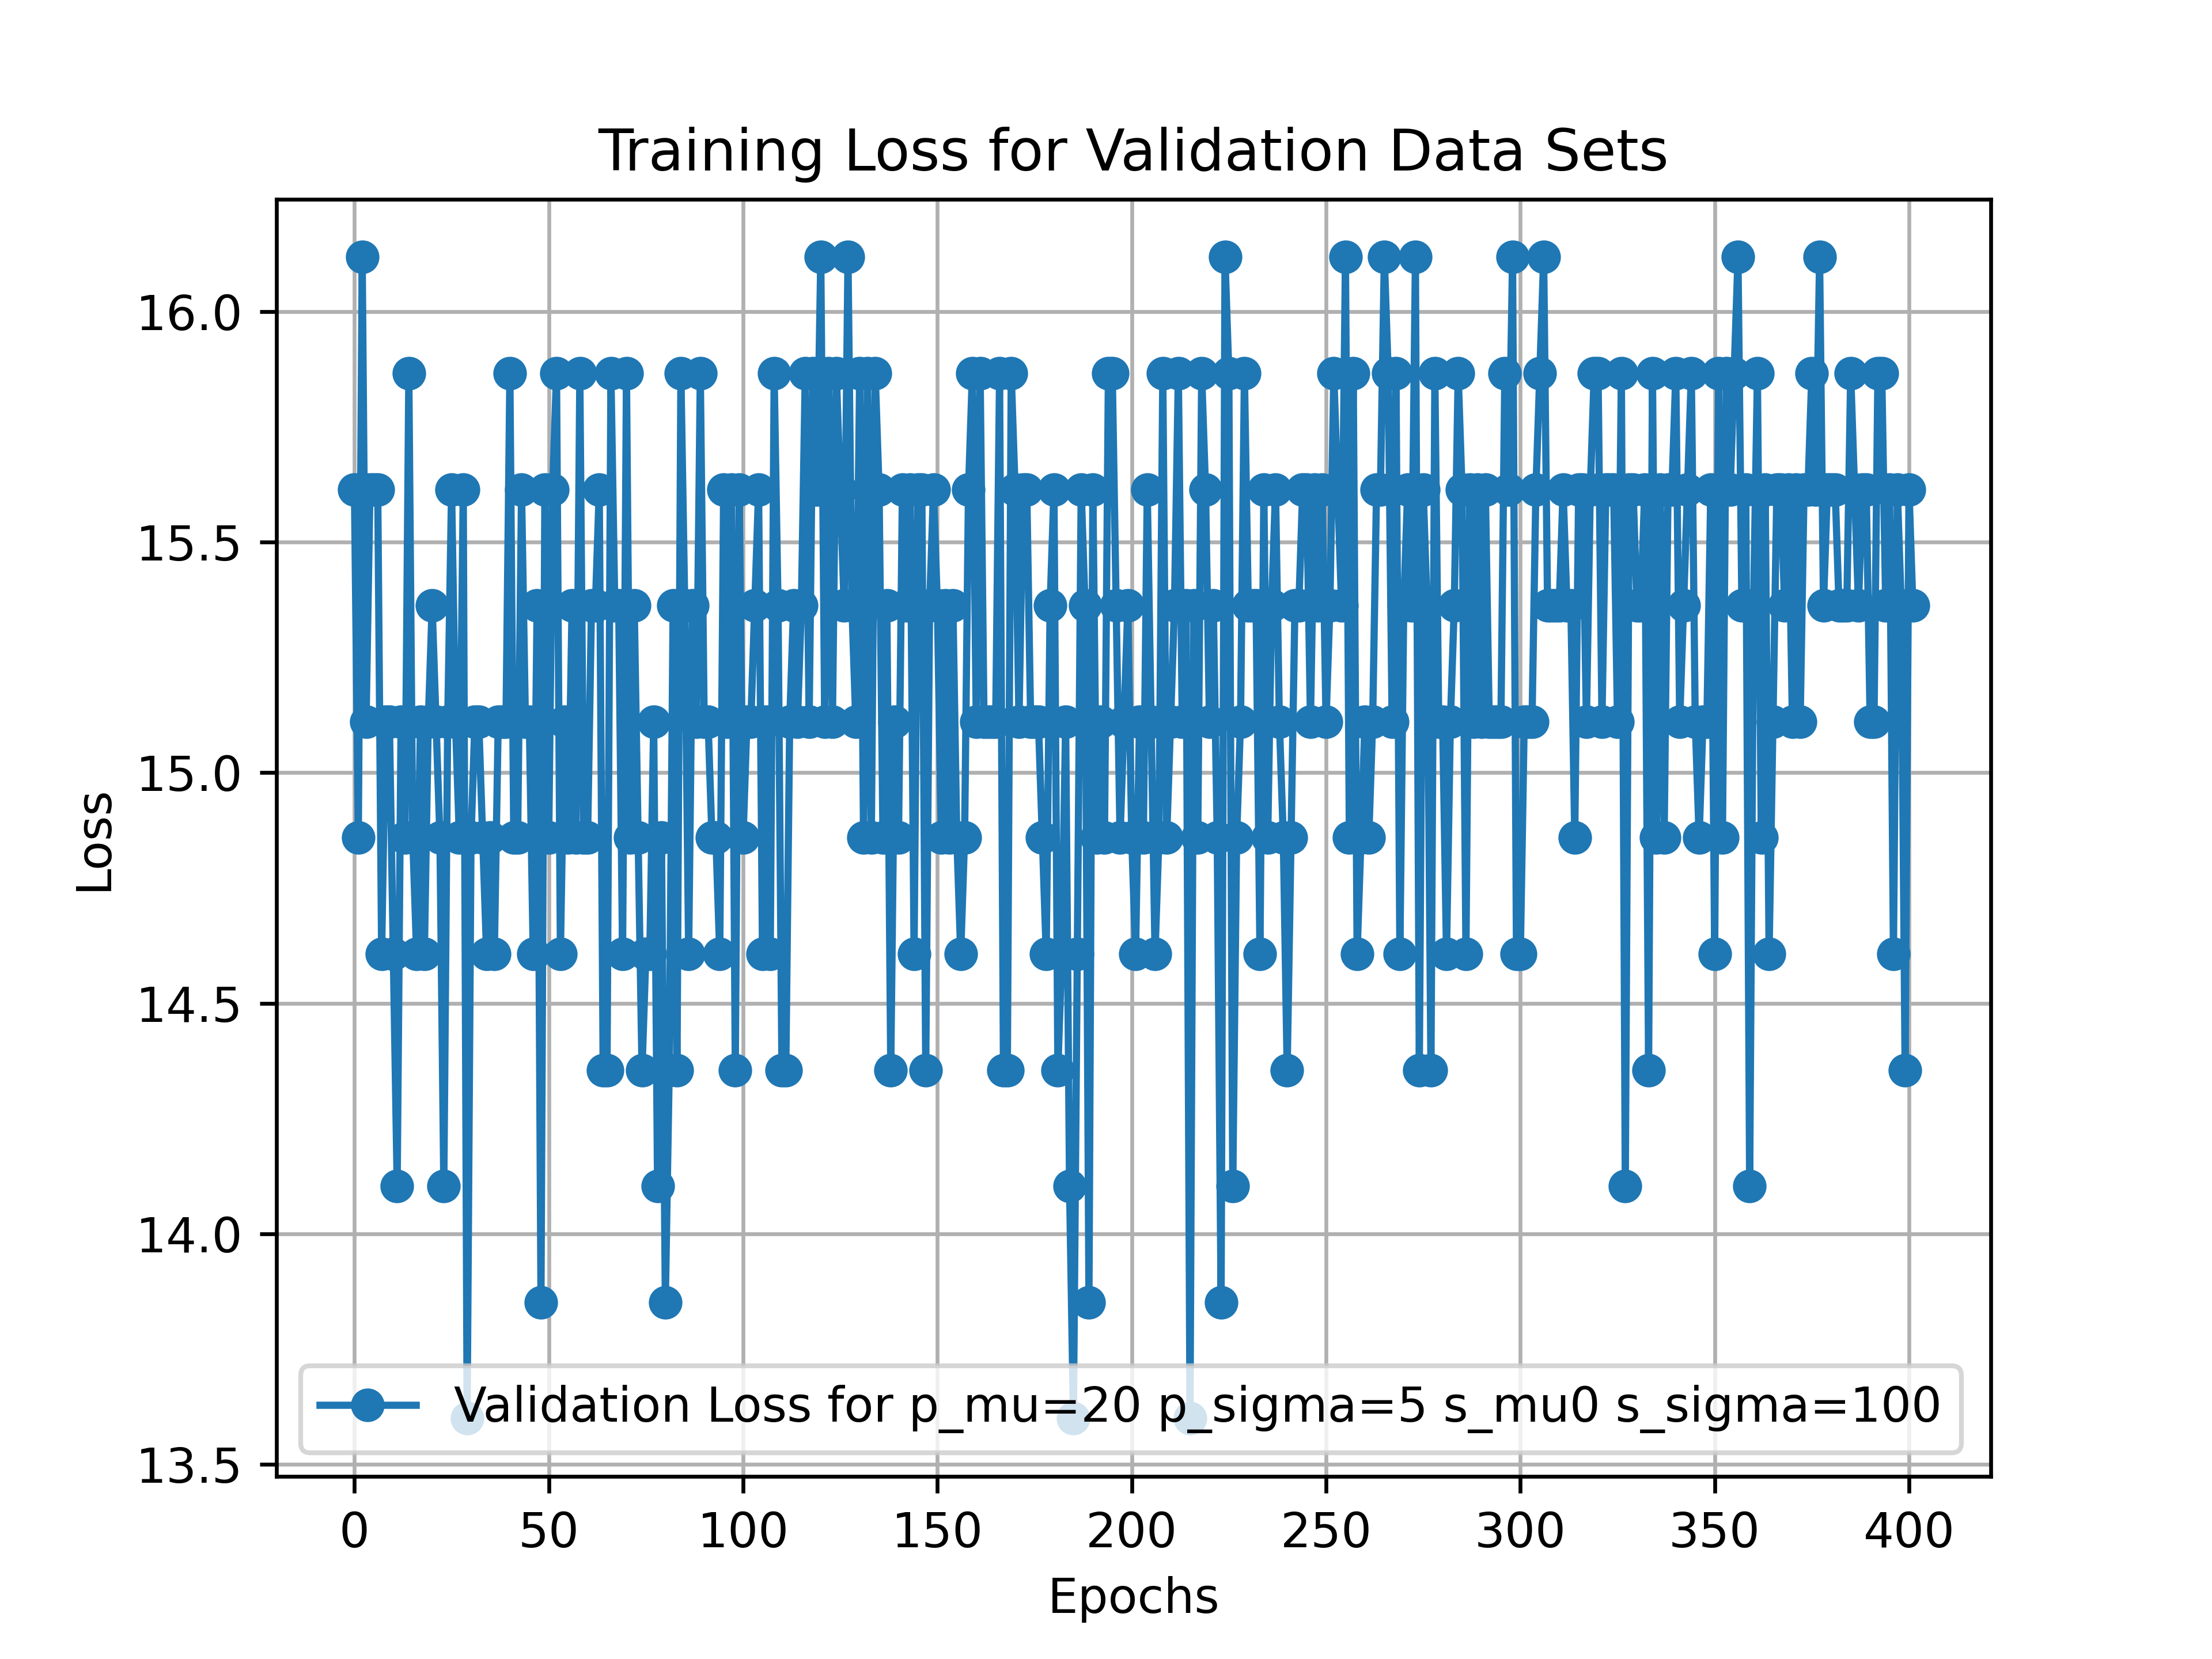 Training Loss for Validation Data Sets
16.0
15.5
15.0
14.5
14.0
13.5
Loss
Validation Loss for p_mu=20 p_sigma=5 s_mu0 s_sigma=100
0 50 100 150 200 250 300 350 400
Epochs